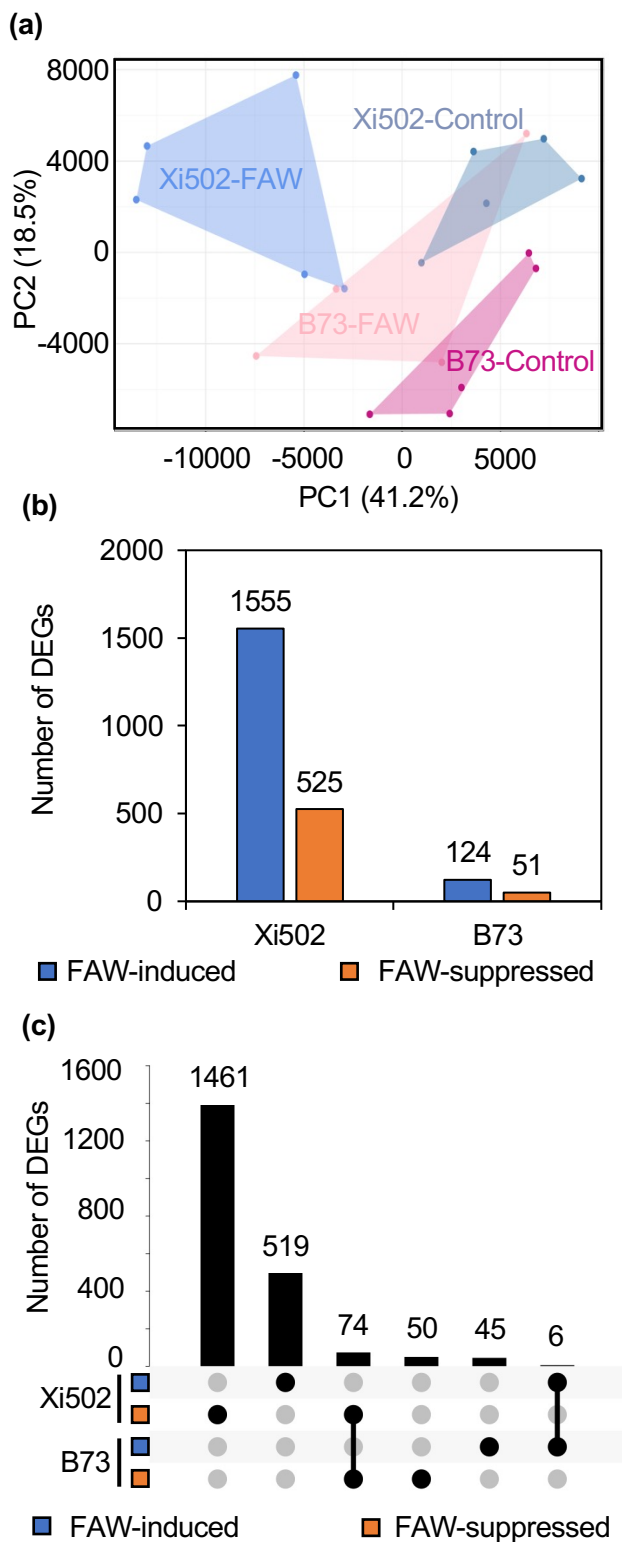 (a)
8000
4000
0
-4000
PC2 (18.5%)
Xi502-Control
Xi502-FAW
B73-FAW
B73-Control
-10000 -5000 0 5000
PC1 (41.2%)
(b)
2000
1500
1000
500
0
Number of DEGs
1555
525
124
51
Xi502 B73
FAW-induced FAW-suppressed
(c)
1600
1200
800
400
0
Number of DEGs
1461
519
74
50
45
6
Xi502
B73
FAW-induced FAW-suppressed